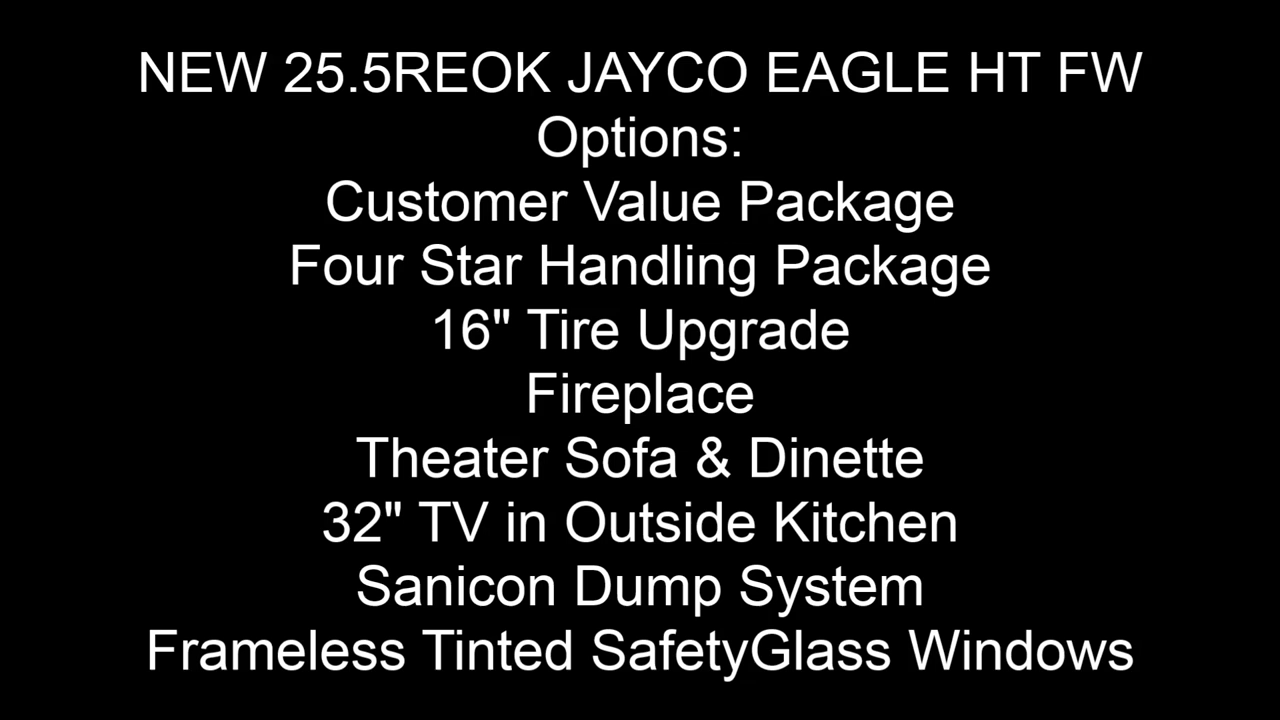 NEW 25.5REOK JAYCO EAGLE HT FW
Options:
Customer Value Package
Four Star Handling Package
16" Tire Upgrade
Fireplace
Theater Sofa & Dinette
32" TV in Outside Kitchen
Sanicon Dump System
Frameless Tinted SafetyGlass Windows